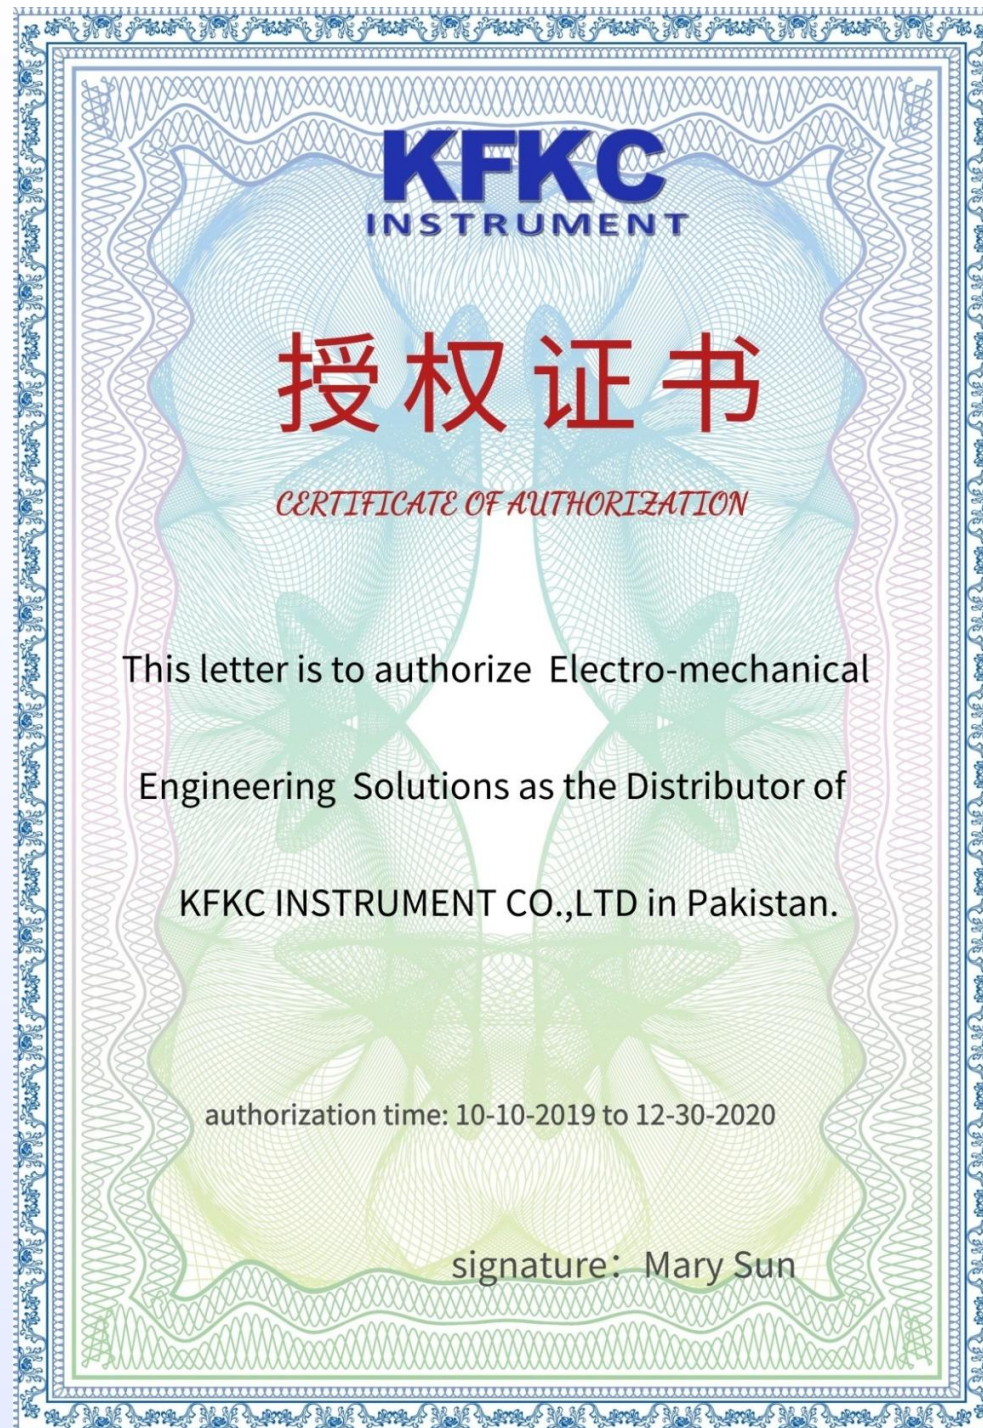 KFKC
INSTRUMENT
授权证书
CERTIFICATE OF AUTHORIZATION
This letter is to authorize Electro-mechanical
Engineering Solutions as the Distributor of
KFKC INSTRUMENT CO.,LTD in Pakistan.
authorization time: 10-10-2019 to 12-30-2020
signature：Mary Sun